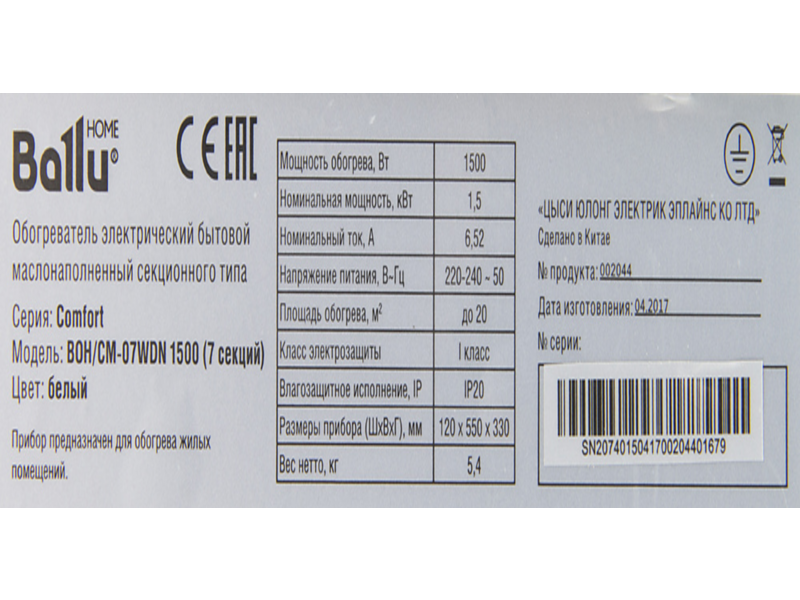 Ballu® HOME
CE EAC
Обогреватель электрический бытовой
маслонаполненный секционного типа
Серия: Comfort
Модель: BOH/CM-07WDN 1500 (7 секций)
Цвет: белый
Прибор предназначен для обогрева жилых
помещений.
Мощность обогрева, Вт 1500
Номинальная мощность, кВт 1,5
Номинальный ток, А 6,52
Напряжение питания, В~Гц 220-240 ~ 50
Площадь обогрева, м² до 20
Класс электрозащиты I класс
Влагозащитное исполнение, IP IP20
Размеры прибора (ШхВхГ), мм 120 х 550 х 330
Вес нетто, кг 5,4
«ЦЫСИ ЮЛОНГ ЭЛЕКТРИК ЭПЛАЙНС КО ЛТД»
Сделано в Китае
№ продукта: 002044
Дата изготовления: 04.2017
№ серии:
SN2074015041700204401679